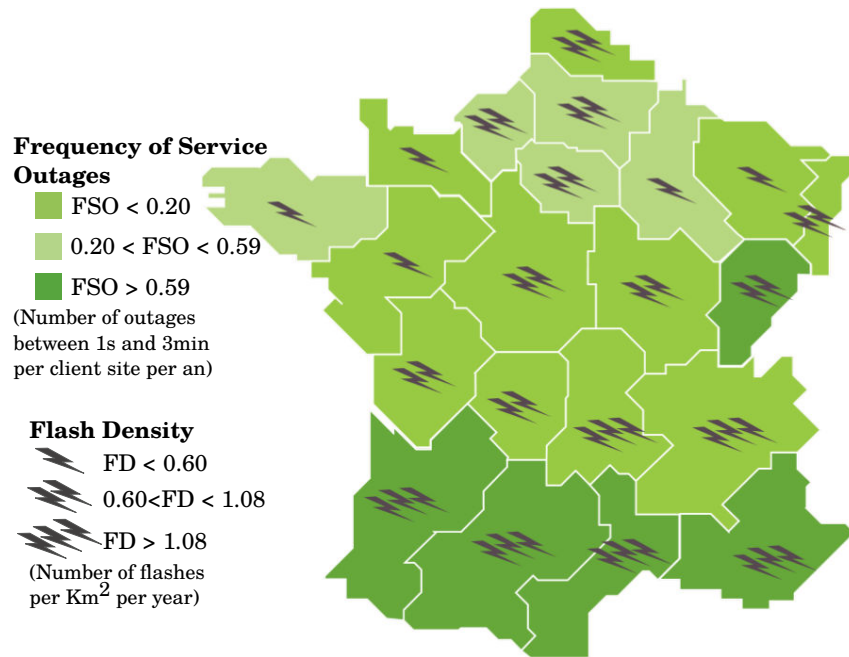 Frequency of Service
Outages
FSO < 0.20
0.20 < FSO < 0.59
FSO > 0.59
(Number of outages
between 1s and 3min
per client site per an)
Flash Density
FD < 0.60
0.60<FD < 1.08
FD > 1.08
(Number of flashes
per Km² per year)